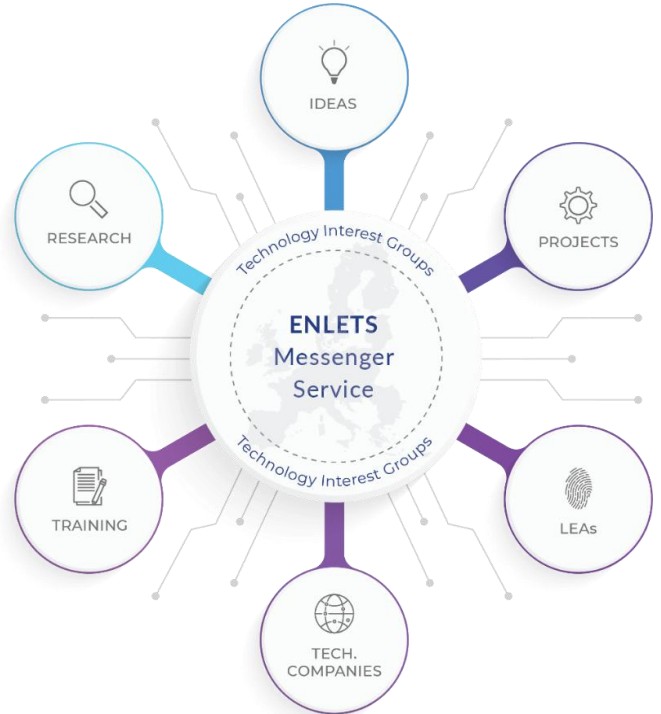 IDEAS
RESEARCH
PROJECTS
Technology Interest Groups
ENLETS
Messenger
Service
Technology Interest Groups
TRAINING
LEAs
TECH.
COMPANIES